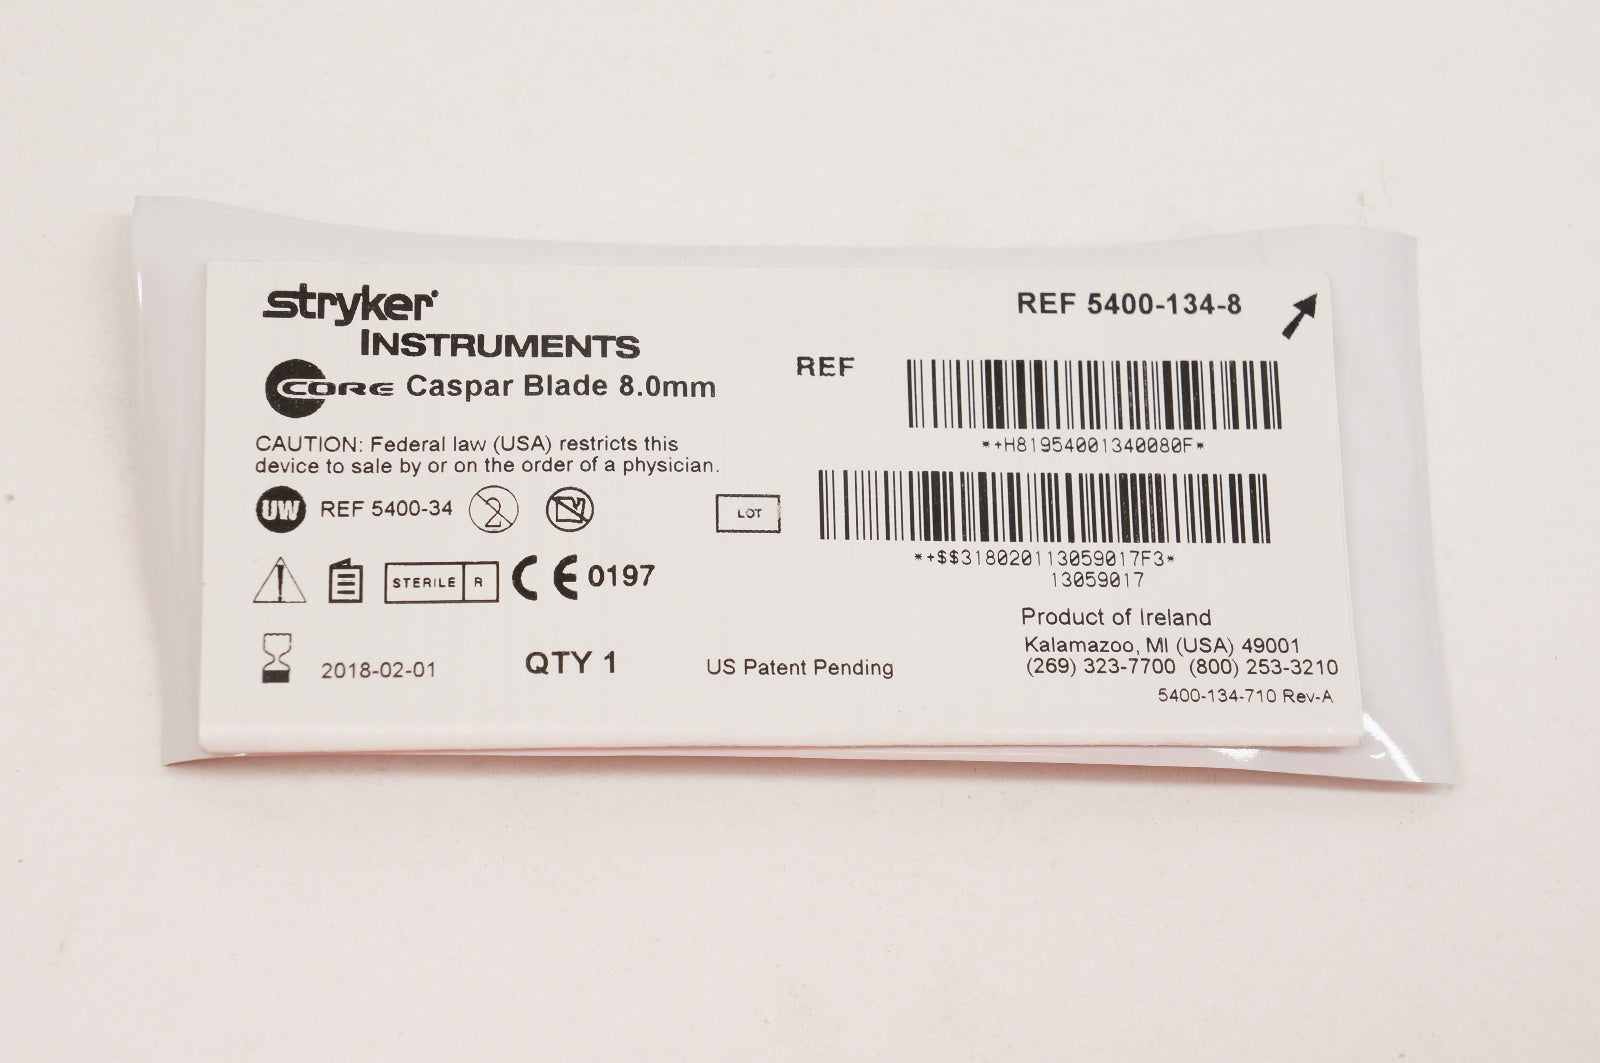 stryker
INSTRUMENTS
CORE Caspar Blade 8.0mm
CAUTION: Federal law (USA) restricts this
device to sale by or on the order of a physician.
UW REF 5400-34 2
STERILE R CE 0197
2018-02-01 QTY 1 US Patent Pending
REF 5400-134-8
REF
*+H81954001340080F*
LOT
*+$$318020113059017F3*
13059017
Product of Ireland
Kalamazoo, MI (USA) 49001
(269) 323-7700 (800) 253-3210
5400-134-710 Rev-A